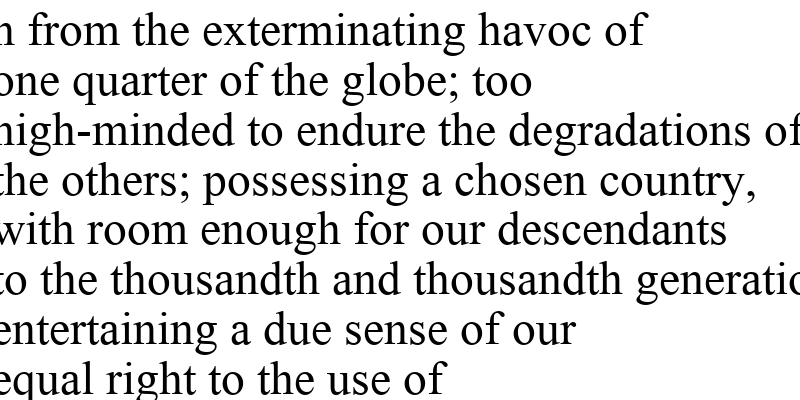 from the exterminating havoc of
one quarter of the globe; too
high-minded to endure the degradations of
the others; possessing a chosen country,
with room enough for our descendants
to the thousandth and thousandth
entertaining a due sense of our
equal right to the use of